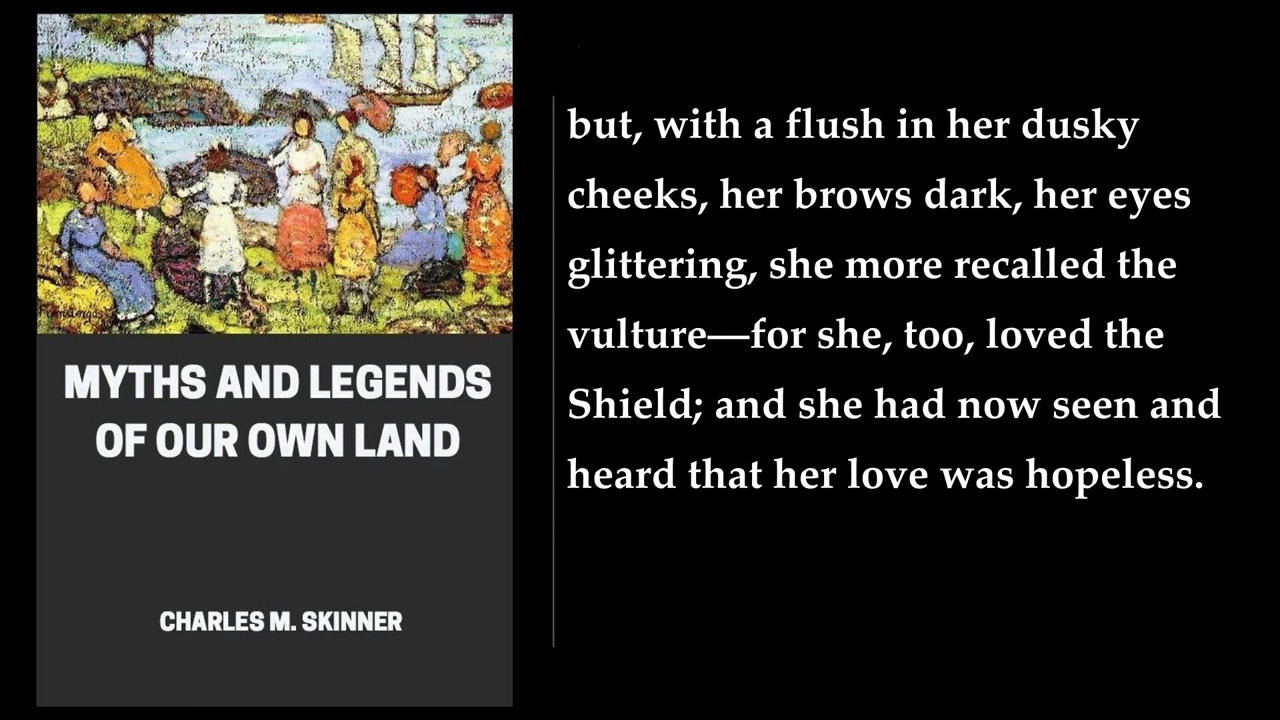 MYTHS AND LEGENDS
OF OUR OWN LAND
CHARLES M. SKINNER
but, with a flush in her dusky
cheeks, her brows dark, her eyes
glittering, she more recalled the
vulture—for she, too, loved the
Shield; and she had now seen and
heard that her love was hopeless.